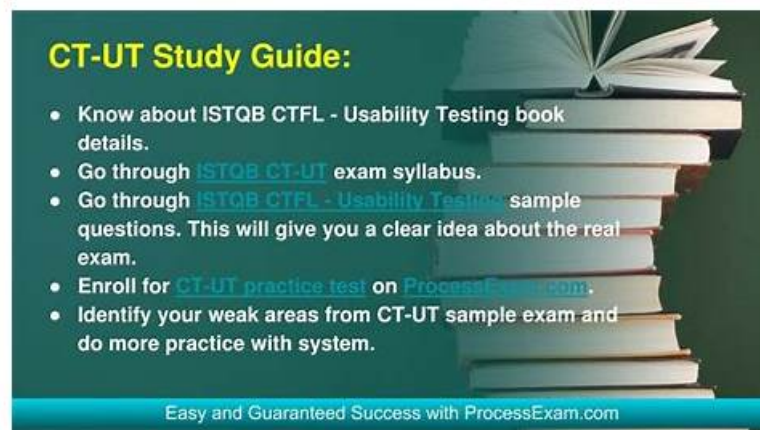 CT-UT Study Guide:
● Know about ISTQB CTFL - Usability Testing book
details.
● Go through ISTQB CT-UT exam syllabus.
● Go through ISTQB CTFL - Usability Testing sample
questions. This will give you a clear idea about the real
exam.
● Enroll for CT-UT practice test on ProcessExam.com.
● Identify your weak areas from CT-UT sample exam and
do more practice with system.
Easy and Guaranteed Success with ProcessExam.com